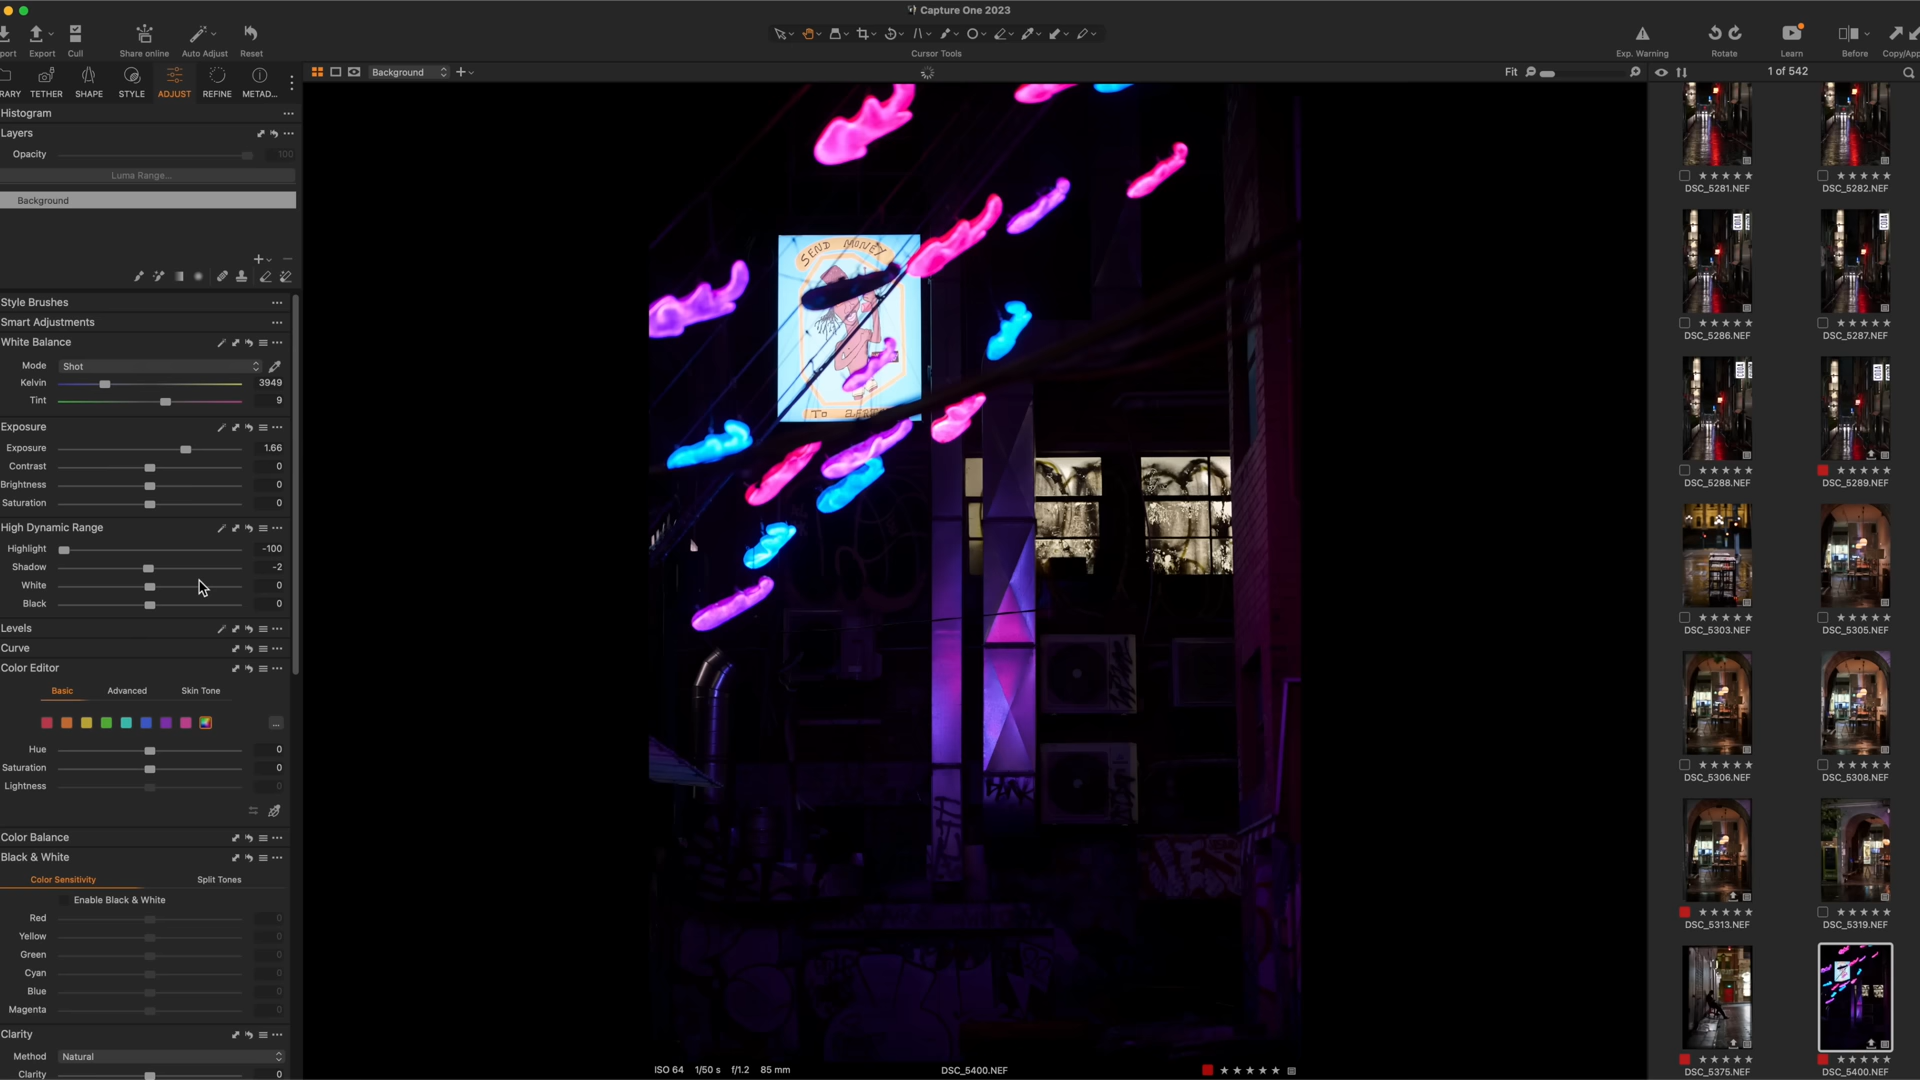 Capture One 2023
Export
Cull
Share online
Auto Adjust
Reset
Cursor Tools
Exp. Warning
Rotate
Learn
Before
TETHER
SHAPE
STYLE
ADJUST
REFINE
METAD...
Background
Fit
1 of 542
Histogram
Layers
Opacity 100
Luma Range...
Background
Style Brushes
Smart Adjustments
White Balance
Mode Shot
Kelvin 3949
Tint 9
Exposure
Exposure 1.66
Contrast 0
Brightness 0
Saturation 0
High Dynamic Range
Highlight -100
Shadow -2
White 0
Black 0
Levels
Curve
Color Editor
Basic Advanced Skin Tone
Hue 0
Saturation 0
Lightness 0
Color Balance
Black & White
Color Sensitivity Split Tones
Enable Black & White
Red 0
Yellow 0
Green 0
Cyan 0
Blue 0
Magenta 0
Clarity
Method Natural
Clarity 0
SEND MONEY
TO
ISO 64 1/50 s f/1.2 85 mm
DSC_5400.NEF
DSC_5281.NEF DSC_5282.NEF
DSC_5286.NEF DSC_5287.NEF
DSC_5288.NEF DSC_5289.NEF
DSC_5303.NEF DSC_5305.NEF
DSC_5306.NEF DSC_5308.NEF
DSC_5313.NEF DSC_5319.NEF
DSC_5375.NEF DSC_5400.NEF